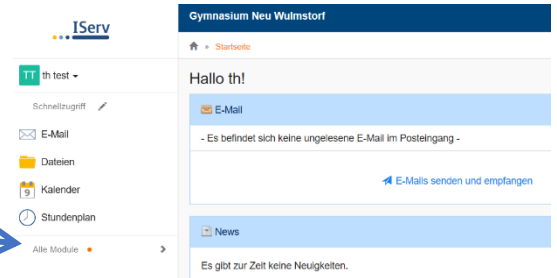 IServ
TT th test
Schnellzugriff
E-Mail
Dateien
9 Kalender
Stundenplan
Alle Module
Gymnasium Neu Wulmstorf
» Startseite
Hallo th!
E-Mail
- Es befindet sich keine ungelesene E-Mail im Posteingang -
E-Mails senden und empfangen
News
Es gibt zur Zeit keine Neuigkeiten.